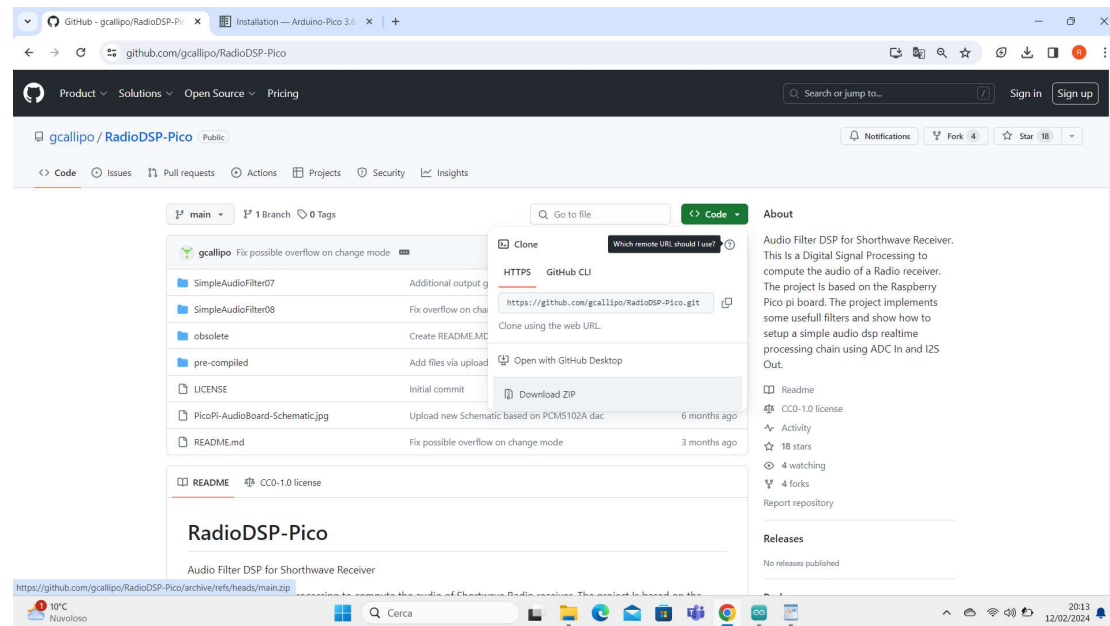 GitHub - gcallipo/RadioDSP-Pic
Installation — Arduino-Pico 3.6
github.com/gcallipo/RadioDSP-Pico
R
Product
Solutions
Open Source
Pricing
Search or jump to...
/
Sign in
Sign up
gcallipo / RadioDSP-Pico Public
Notifications
Fork 4
Star 18
Code
Issues
Pull requests
Actions
Projects
Security
Insights
main
1 Branch
0 Tags
Go to file
Code
gcallipo Fix possible overflow on change mode
SimpleAudioFilter07 Additional output g
SimpleAudioFilter08 Fix overflow on cha
obsolete Create README.MD
pre-compiled Add files via upload
LICENSE Initial commit
PicoPi-AudioBoard-Schematic.jpg Upload new Schematic based on PCM5102A dac 6 months ago
README.md Fix possible overflow on change mode 3 months ago
Clone
Which remote URL should I use?
HTTPS GitHub CLI
https://github.com/gcallipo/RadioDSP-Pico.git
Clone using the web URL.
Open with GitHub Desktop
Download ZIP
README
CC0-1.0 license
RadioDSP-Pico
Audio Filter DSP for Shorthwave Receiver
About
Audio Filter DSP for Shorthwave Receiver.
This Is a Digital Signal Processing to
compute the audio of a Radio receiver.
The project Is based on the Raspberry
Pico pi board. The project implements
some usefull filters and show how to
setup a simple audio dsp realtime
processing chain using ADC In and I2S
Out.
Readme
CC0-1.0 license
Activity
18 stars
4 watching
4 forks
Report repository
Releases
No releases published
https://github.com/gcallipo/RadioDSP-Pico/archive/refs/heads/main.zip
1
10°C
Nuvoloso
Cerca
20:13
12/02/2024